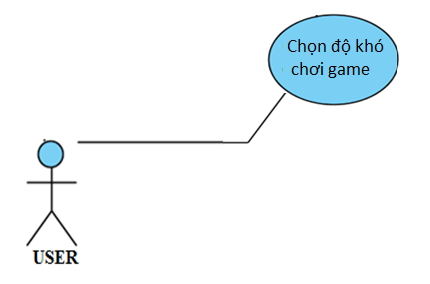 Chọn độ khó
chơi game
USER